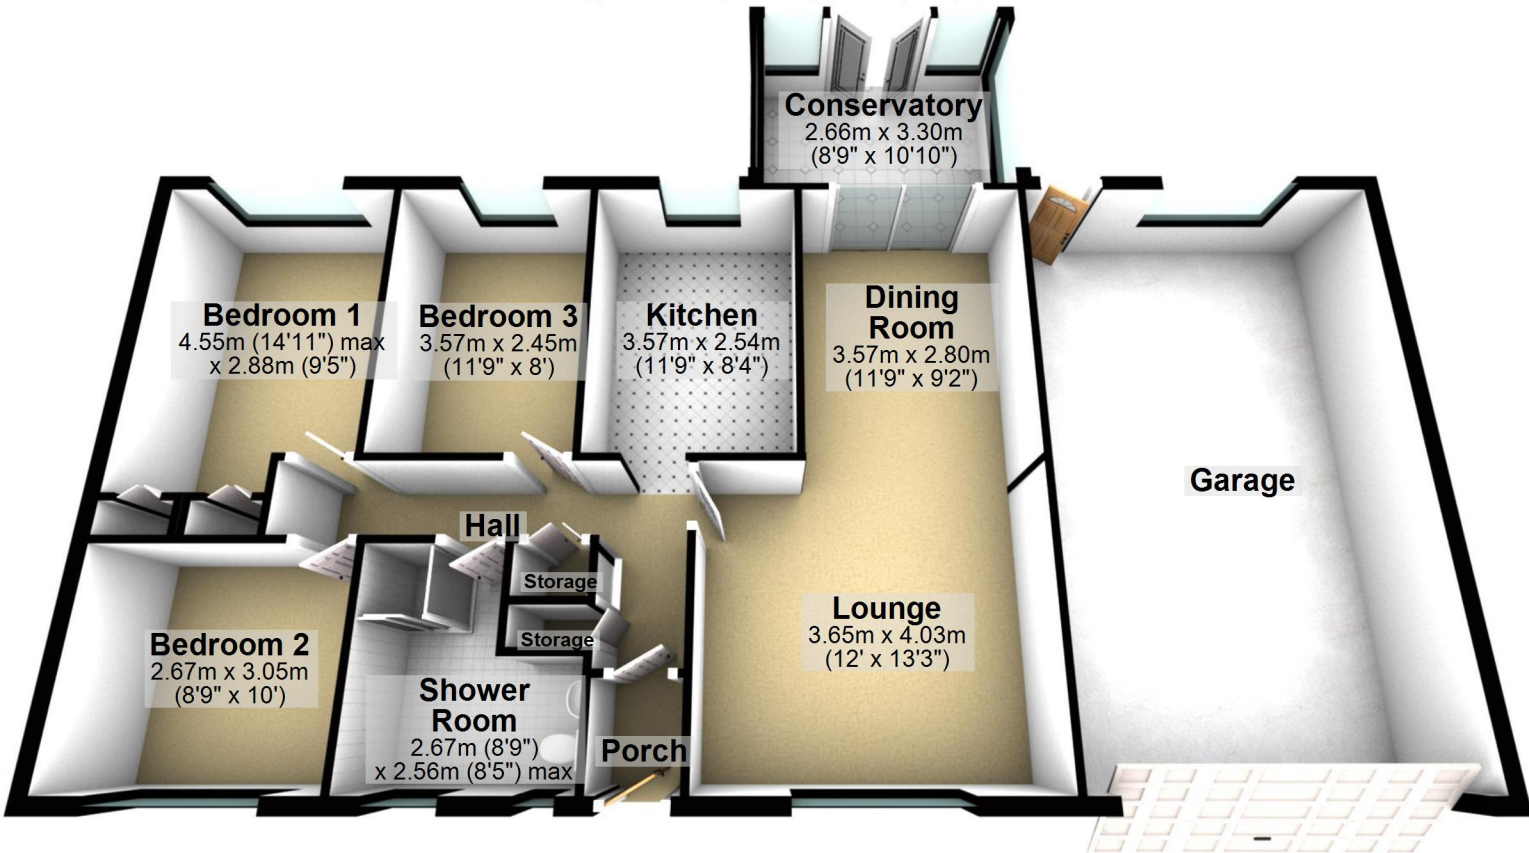 Conservatory
2.66m x 3.30m
(8'9" x 10'10")
Bedroom 1
4.55m (14'11") max
x 2.88m (9'5")
Bedroom 3
3.57m x 2.45m
(11'9" x 8')
Kitchen
3.57m x 2.54m
(11'9" x 8'4")
Dining
Room
3.57m x 2.80m
(11'9" x 9'2")
Garage
Hall
Storage
Storage
Lounge
3.65m x 4.03m
(12' x 13'3")
Bedroom 2
2.67m x 3.05m
(8'9" x 10')
Shower
Room
2.67m (8'9")
x 2.56m (8'5") max
Porch